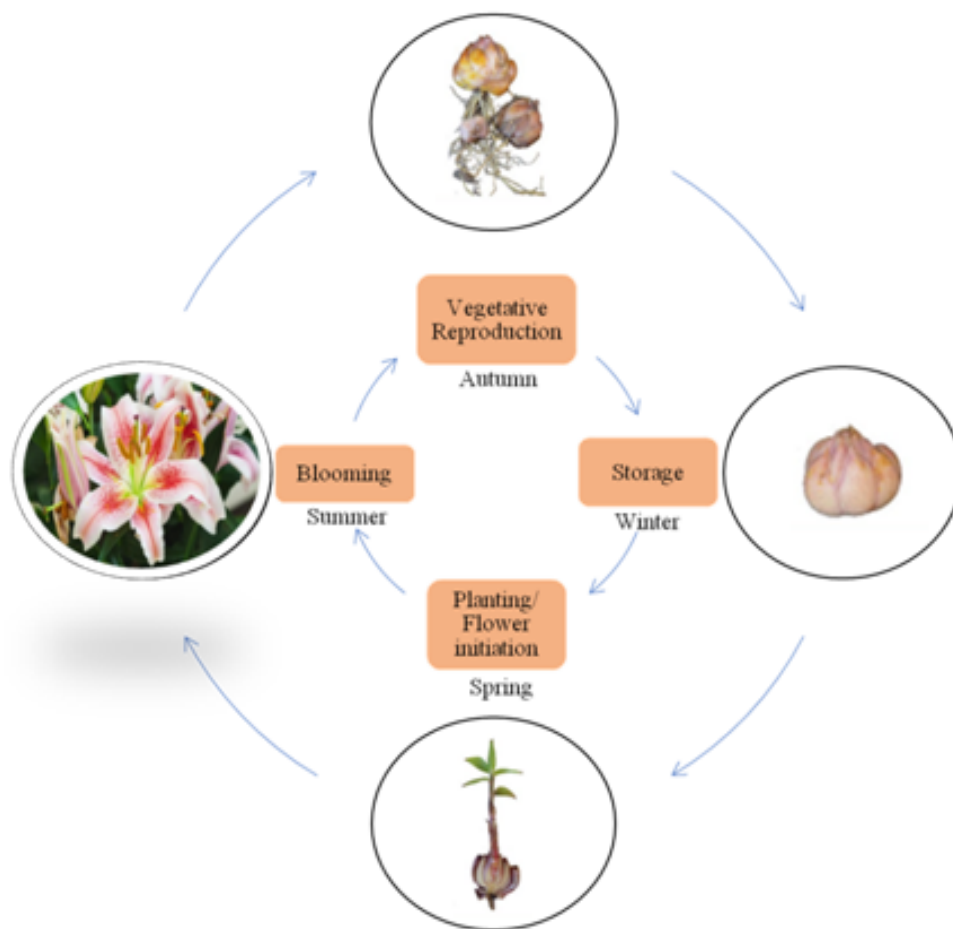 Vegetative
Reproduction
Autumn
Blooming
Summer
Storage
Winter
Planting/
Flower
initiation
Spring